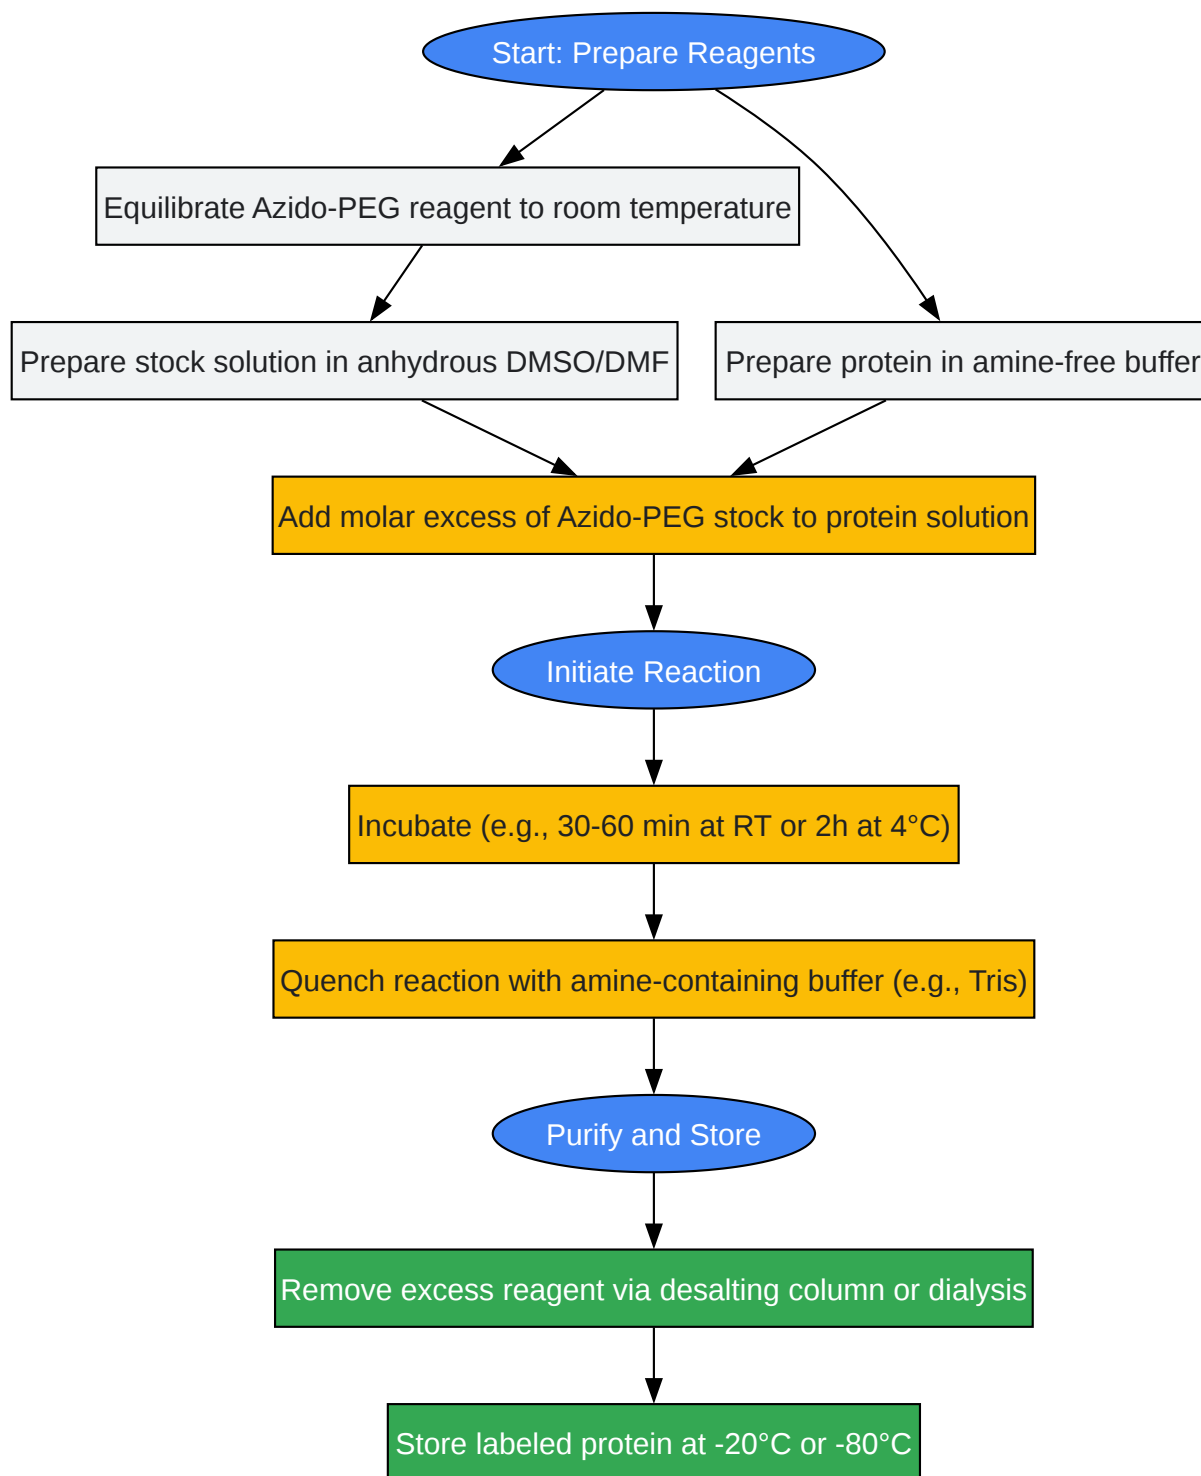 Start: Prepare Reagents
Equilibrate Azido-PEG reagent to room temperature
Prepare stock solution in anhydrous DMSO/DMF
Prepare protein in amine-free buffer
Add molar excess of Azido-PEG stock to protein solution
Initiate Reaction
Incubate (e.g., 30-60 min at RT or 2h at 4°C)
Quench reaction with amine-containing buffer (e.g., Tris)
Purify and Store
Remove excess reagent via desalting column or dialysis
Store labeled protein at -20°C or -80°C